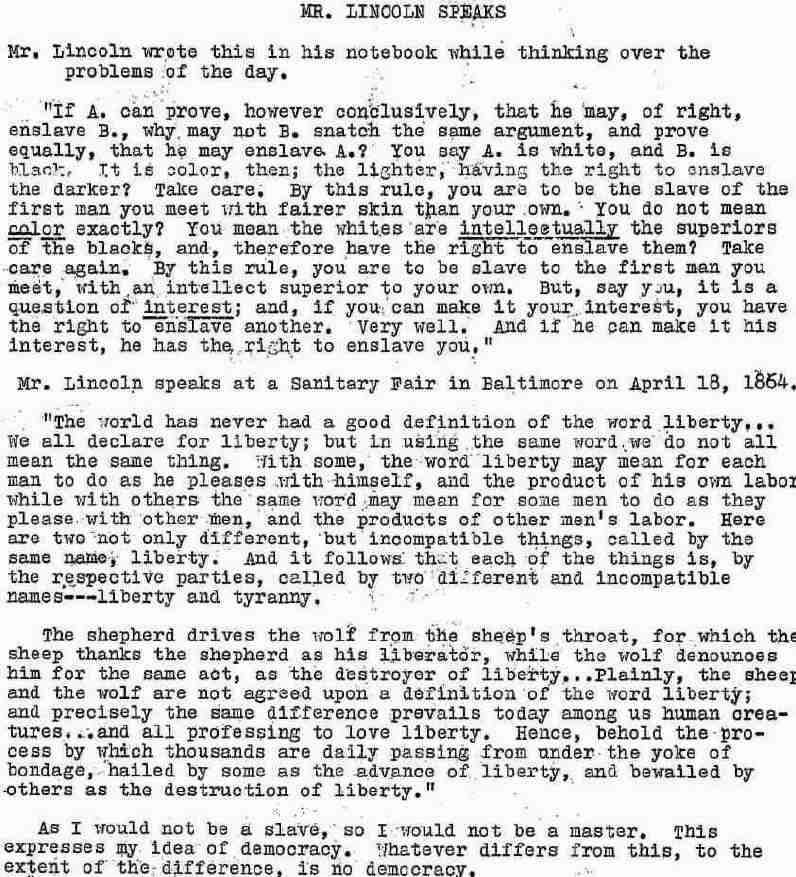 MR. LINCOLN SPEAKS
Mr. Lincoln wrote this in his notebook while thinking over the
problems of the day.
"If A. can prove, however conclusively, that he may, of right,
enslave B., why may not B. snatch the same argument, and prove
equally, that he may enslave A.? You say A. is white, and B. is
black. It is color, then; the lighter, having the right to enslave
the darker? Take care. By this rule, you are to be the slave of the
first man you meet with fairer skin than your own. You do not mean
color exactly? You mean the whites are intellectually the superiors
of the blacks, and, therefore have the right to enslave them? Take
care again. By this rule, you are to be slave to the first man you
meet, with an intellect superior to your own. But, say you, it is a
question of interest; and, if you can make it your interest, you have
the right to enslave another. Very well. And if he can make it his
interest, he has the right to enslave you."
Mr. Lincoln speaks at a Sanitary Fair in Baltimore on April 18, 1864.
"The world has never had a good definition of the word liberty...
We all declare for liberty; but in using the same word we do not all
mean the same thing. With some, the word liberty may mean for each
man to do as he pleases with himself, and the product of his own labor
while with others the same word may mean for some men to do as they
please with other men, and the products of other men's labor. Here
are two not only different, but incompatible things, called by the
same name, liberty. And it follows that each of the things is, by
the respective parties, called by two different and incompatible
names---liberty and tyranny.
The shepherd drives the wolf from the sheep's throat, for which the
sheep thanks the shepherd as his liberator, while the wolf denounces
him for the same act, as the destroyer of liberty...Plainly, the sheep
and the wolf are not agreed upon a definition of the word liberty;
and precisely the same difference prevails today among us human crea-
tures...and all professing to love liberty. Hence, behold the pro-
cess by which thousands are daily passing from under the yoke of
bondage, hailed by some as the advance of liberty, and bewailed by
others as the destruction of liberty."
As I would not be a slave, so I would not be a master. This
expresses my idea of democracy. Whatever differs from this, to the
extent of the difference, is no democracy.